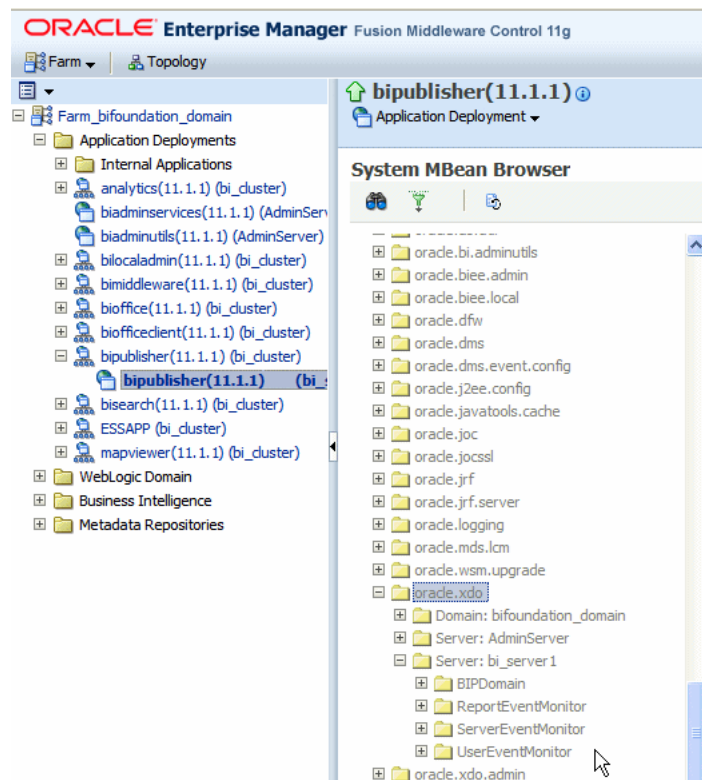 ORACLE Enterprise Manager Fusion Middleware Control 11g
Farm Topology
Farm_bifoundation_domain
Application Deployments
Internal Applications
analytics(11.1.1) (bi_cluster)
biadminservices(11.1.1) (AdminServ
biadminutils(11.1.1) (AdminServer)
bilocaladmin(11.1.1) (bi_cluster)
bimiddleware(11.1.1) (bi_cluster)
bioffice(11.1.1) (bi_cluster)
biofficeclient(11.1.1) (bi_cluster)
bipublisher(11.1.1) (bi_cluster)
bipublisher(11.1.1) (bi_s
bisearch(11.1.1) (bi_cluster)
ESSAPP (bi_cluster)
mapviewer(11.1.1) (bi_cluster)
WebLogic Domain
Business Intelligence
Metadata Repositories
bipublisher(11.1.1)
Application Deployment
System MBean Browser
oracle.bi.adminutils
oracle.biee.admin
oracle.biee.local
oracle.dfw
oracle.dms
oracle.dms.event.config
oracle.j2ee.config
oracle.javatools.cache
oracle.joc
oracle.jocssl
oracle.jrf
oracle.jrf.server
oracle.logging
oracle.mds.lcm
oracle.wsm.upgrade
oracle.xdo
Domain: bifoundation_domain
Server: AdminServer
Server: bi_server1
BIPDomain
ReportEventMonitor
ServerEventMonitor
UserEventMonitor
oracle.xdo.admin